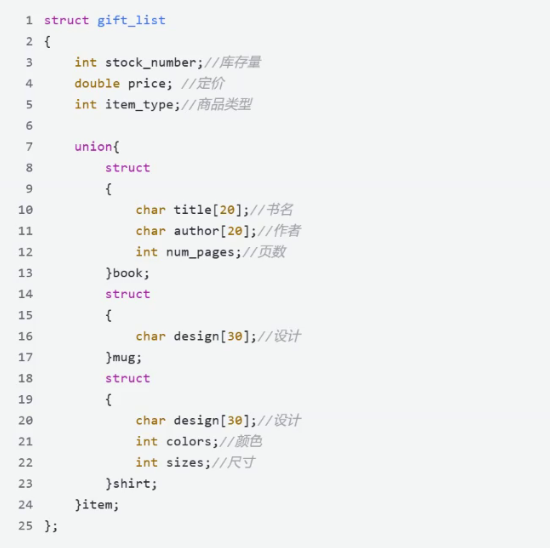 1 struct gift_list
2 {
3     int stock_number;//库存量
4     double price; //定价
5     int item_type;//商品类型
6
7     union{
8         struct
9         {
10             char title[20];//书名
11             char author[20];//作者
12             int num_pages;//页数
13         }book;
14         struct
15         {
16             char design[30];//设计
17         }mug;
18         struct
19         {
20             char design[30];//设计
21             int colors;//颜色
22             int sizes;//尺寸
23         }shirt;
24     }item;
25 };